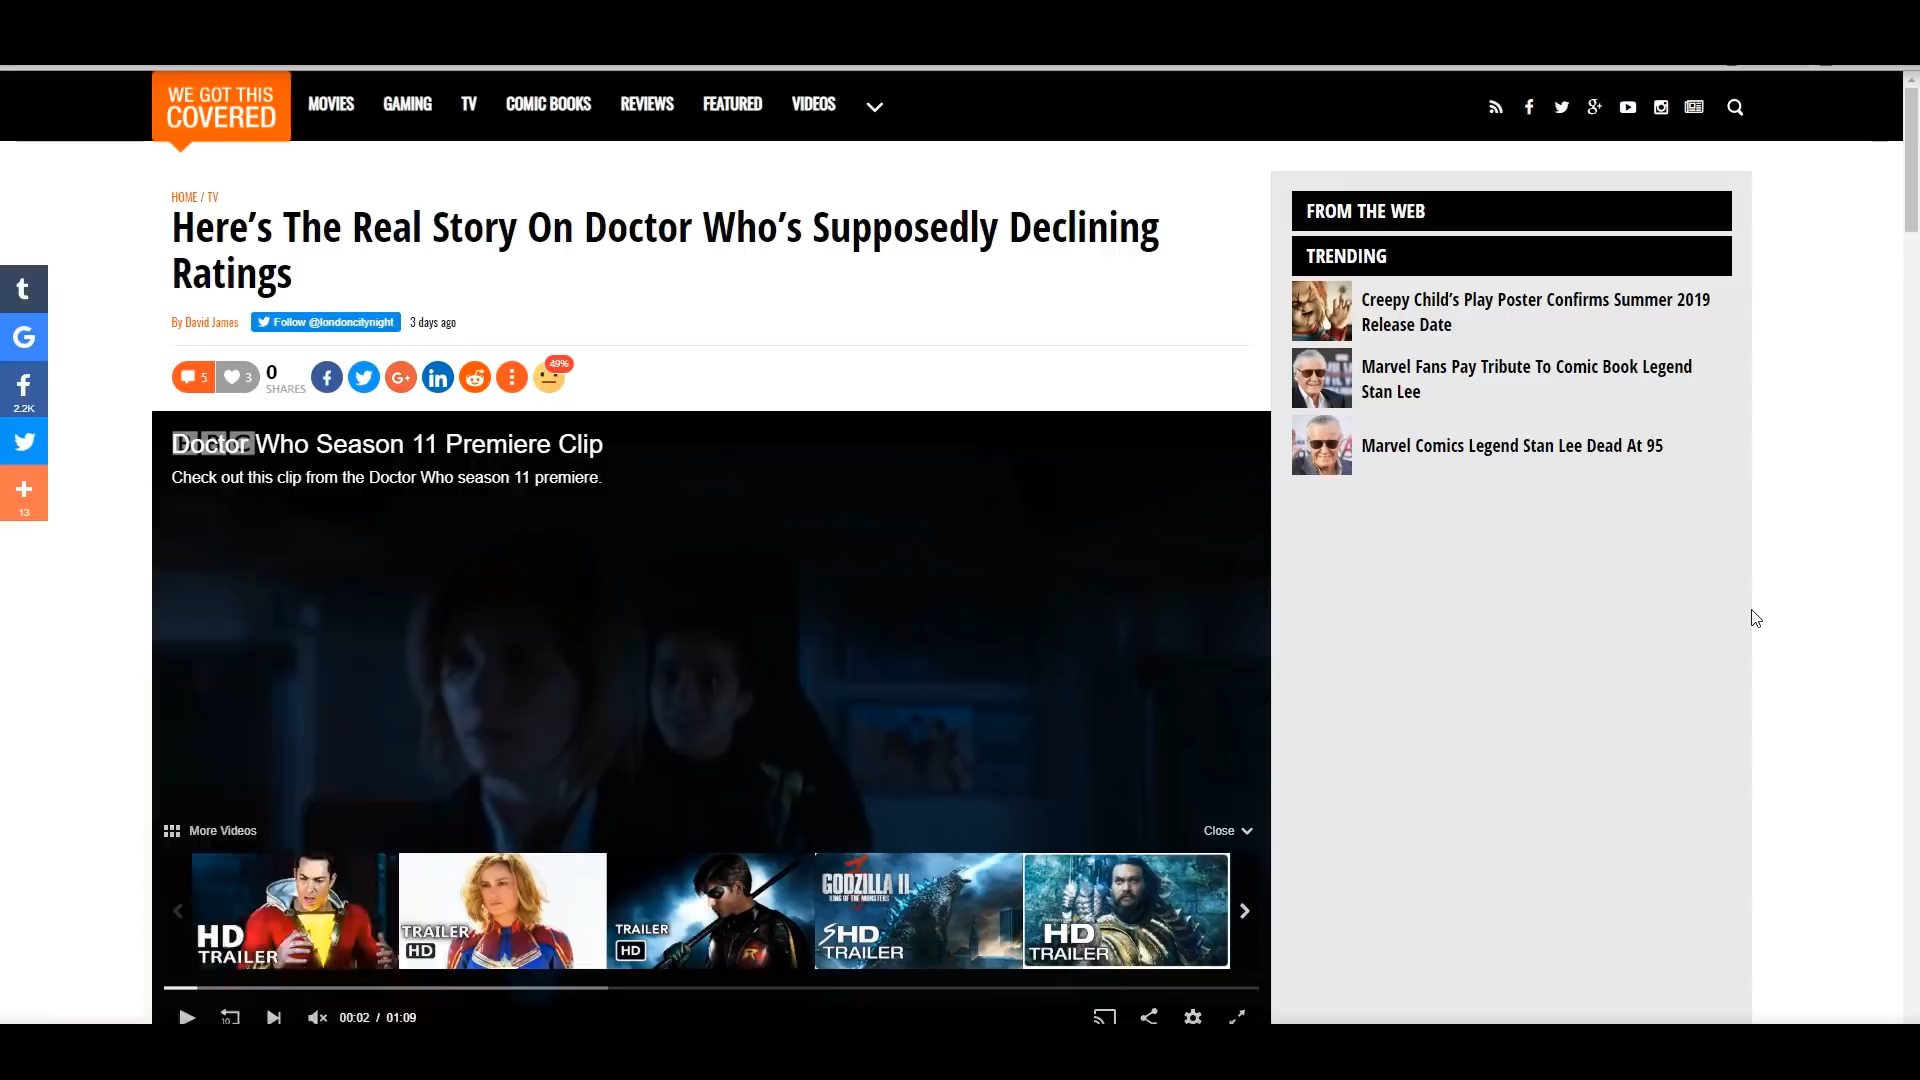 WE GOT THIS
COVERED
MOVIES GAMING TV COMIC BOOKS REVIEWS FEATURED VIDEOS
HOME / TV
Here's The Real Story On Doctor Who's Supposedly Declining
Ratings
By David James Follow @londoncitynight 3 days ago
5 3 0 SHARES 49%
t
G
f
2.2K
13
Doctor Who Season 11 Premiere Clip
Check out this clip from the Doctor Who season 11 premiere.
More Videos Close
HD
TRAILER
TRAILER
HD
TRAILER
HD
GODZILLA II
KING OF THE MONSTERS
HD
TRAILER
HD
TRAILER
10 00:02 / 01:09
FROM THE WEB
TRENDING
Creepy Child's Play Poster Confirms Summer 2019
Release Date
Marvel Fans Pay Tribute To Comic Book Legend
Stan Lee
Marvel Comics Legend Stan Lee Dead At 95